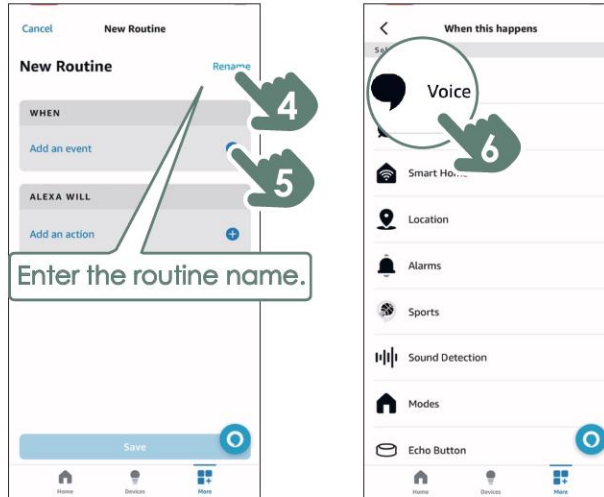 Cancel New Routine
New Routine Rename
4
WHEN
Add an event
5
ALEXA WILL
Add an action
Enter the routine name.
Save
Home Devices More
When this happens
Voice
6
Smart
Location
Alarms
Sports
Sound Detection
Modes
Echo Button
Home Devices More